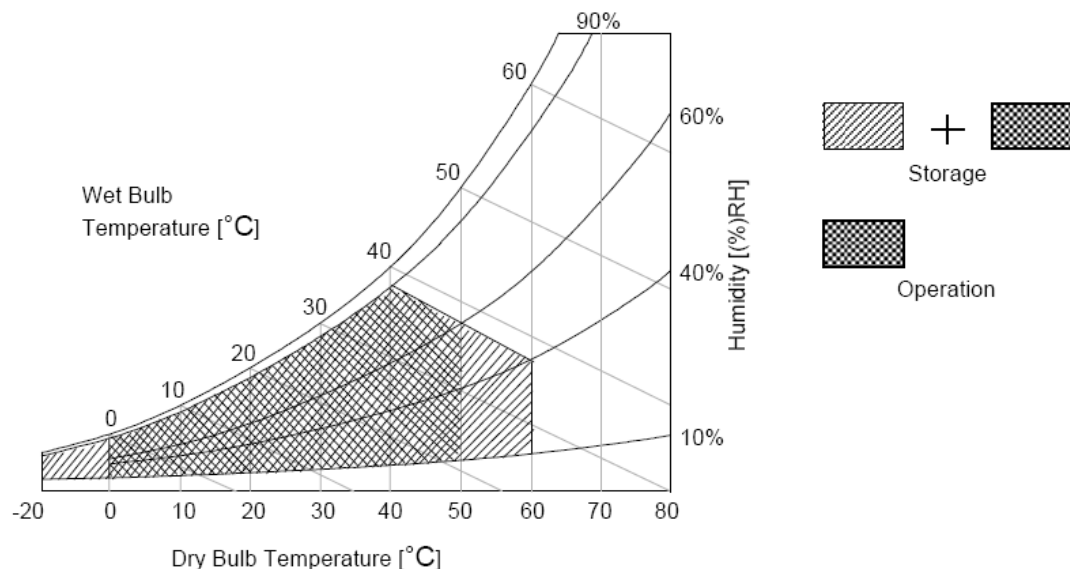 90%
60
60%
50
Storage
Wet Bulb
Temperature [°C]
40
40%
Humidity [(%)RH]
30
Operation
20
10
0
10%
-20 0 10 20 30 40 50 60 70 80
Dry Bulb Temperature [°C]